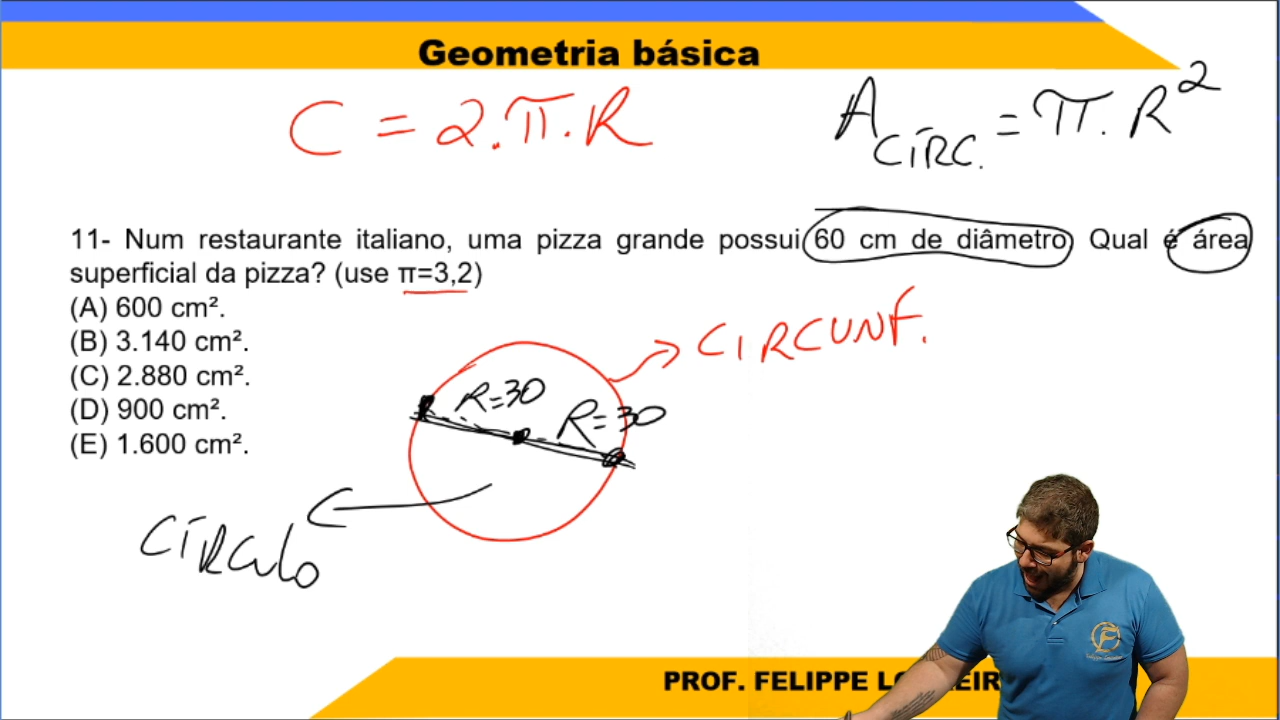 Geometria básica
C = 2.π.R
A CÍRC. = π.R²
11- Num restaurante italiano, uma pizza grande possui 60 cm de diâmetro. Qual é área
superficial da pizza? (use π=3,2)
(A) 600 cm².
(B) 3.140 cm².
(C) 2.880 cm².
(D) 900 cm².
(E) 1.600 cm².
CIRCUNF.
R=30
R=30
CÍRCULO
PROF. FELIPPE